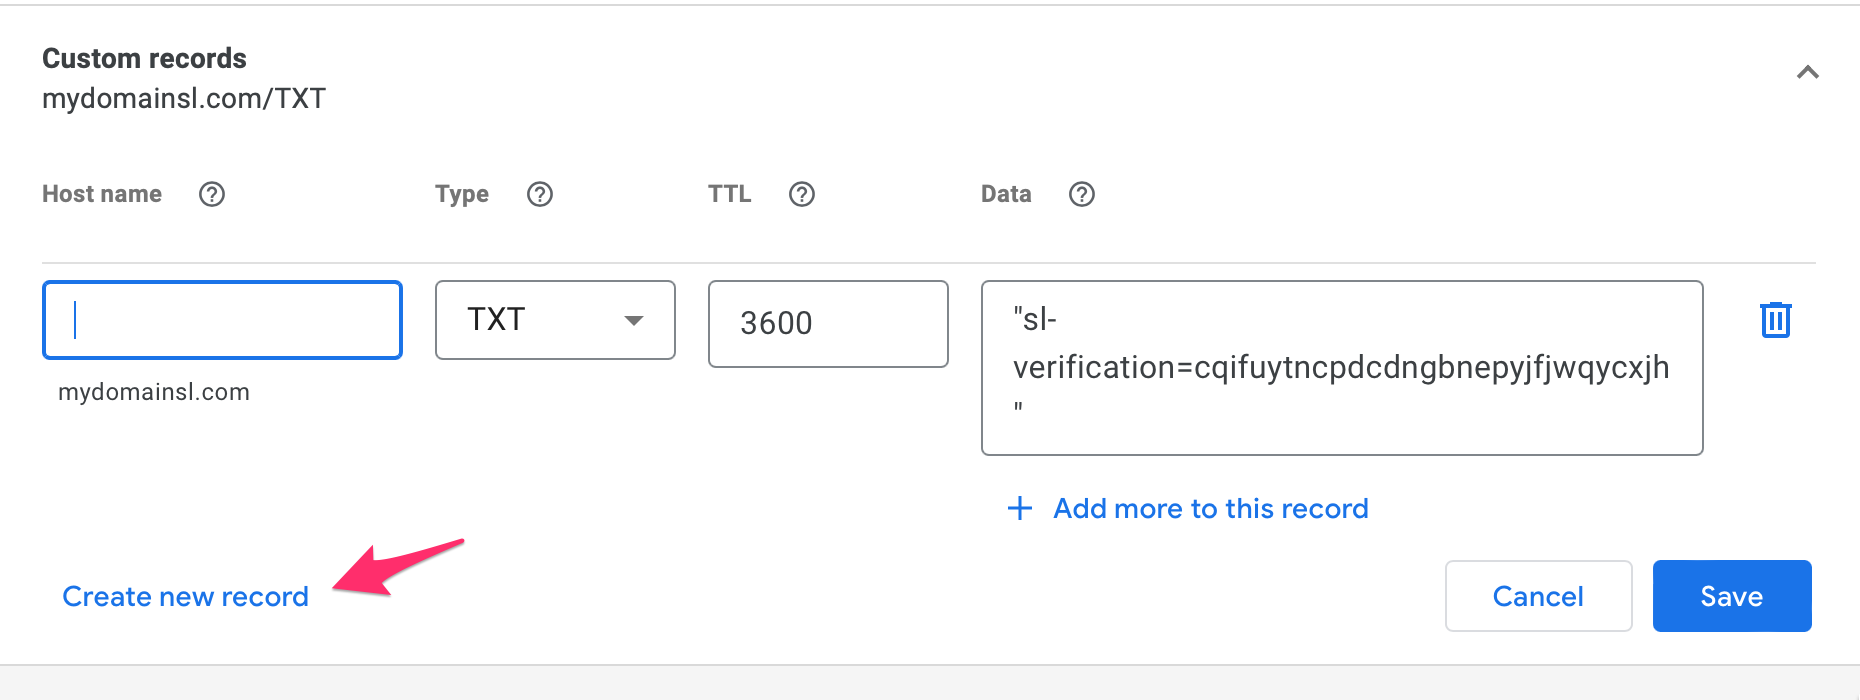 Custom records
mydomainsl.com/TXT
Host name ? Type ? TTL ? Data ?
TXT 3600 "sl-
verification=cqifuytncpdcdngbnepyjfjwqycxjh
"
mydomainsl.com
+ Add more to this record
Create new record Cancel Save